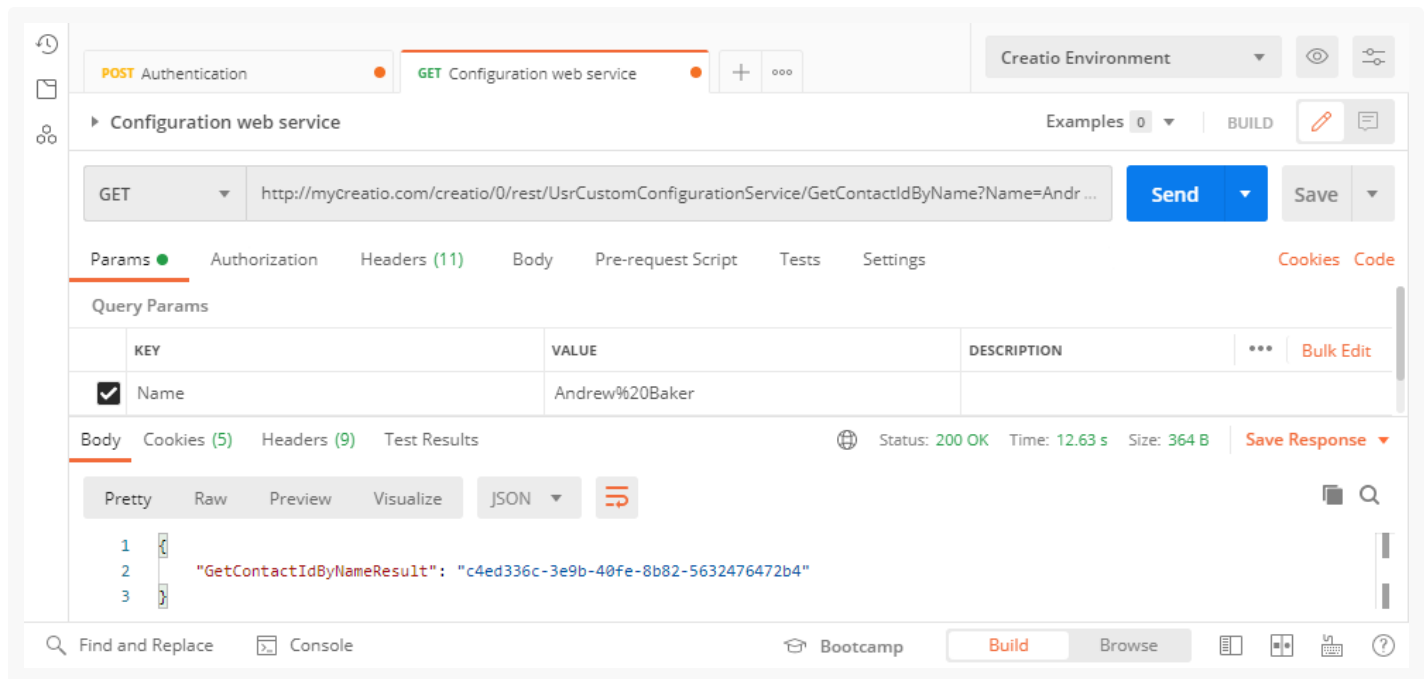 POST Authentication GET Configuration web service Creatio Environment
Configuration web service Examples 0 BUILD
GET http://mycreatio.com/creatio/0/rest/UsrCustomConfigurationService/GetContactIdByName?Name=Andr ... Send Save
Params Authorization Headers (11) Body Pre-request Script Tests Settings Cookies Code
Query Params
KEY VALUE DESCRIPTION ••• Bulk Edit
Name Andrew%20Baker
Body Cookies (5) Headers (9) Test Results Status: 200 OK Time: 12.63 s Size: 364 B Save Response
Pretty Raw Preview Visualize JSON
1 {
2 "GetContactIdByNameResult": "c4ed336c-3e9b-40fe-8b82-5632476472b4"
3 }
Find and Replace Console Bootcamp Build Browse